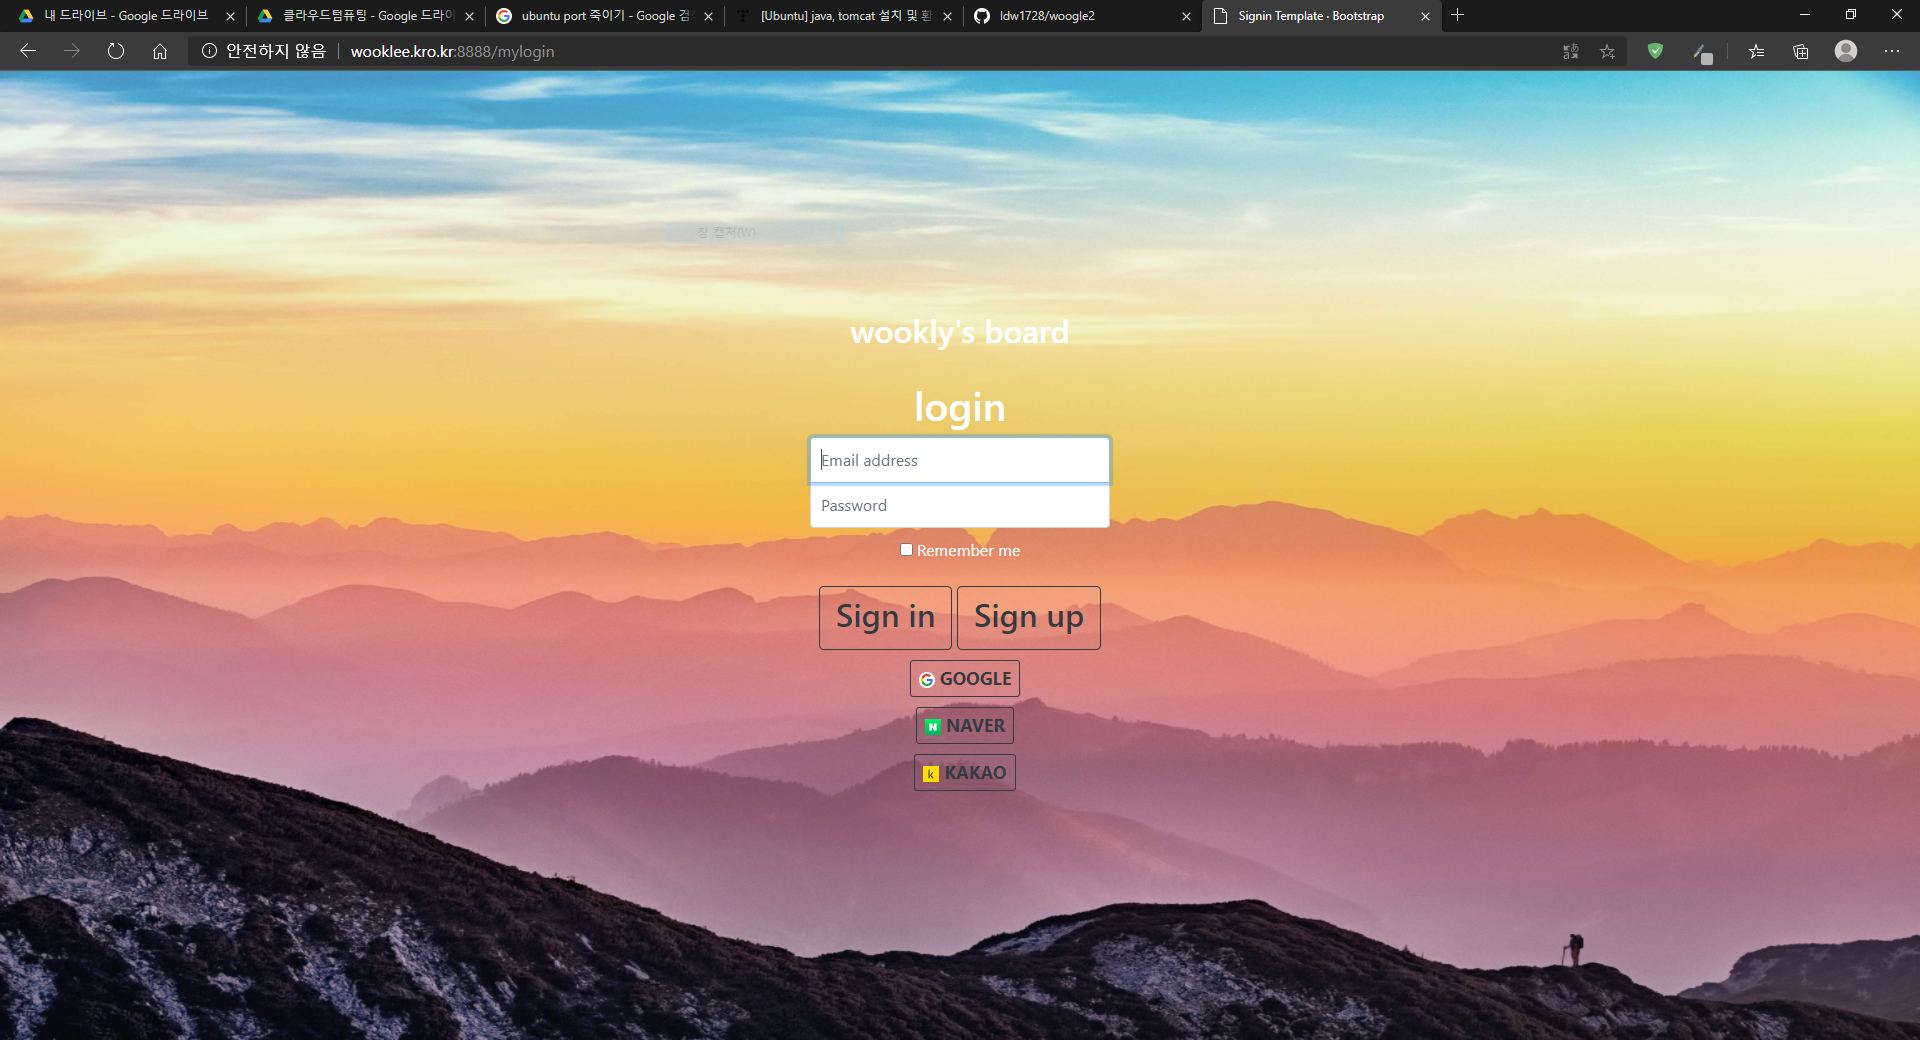 내 드라이브 - Google 드라이브
클라우드텀퓨팅 - Google 드라이
ubuntu port 죽이기 - Google 검
[Ubuntu] java, tomcat 설치 및 환
ldw1728/woogle2
Signin Template · Bootstrap
안전하지 않음 | wooklee.kro.kr:8888/mylogin
창 캡처(W)
wookly's board
login
Email address
Password
Remember me
Sign in Sign up
GOOGLE
NAVER
KAKAO